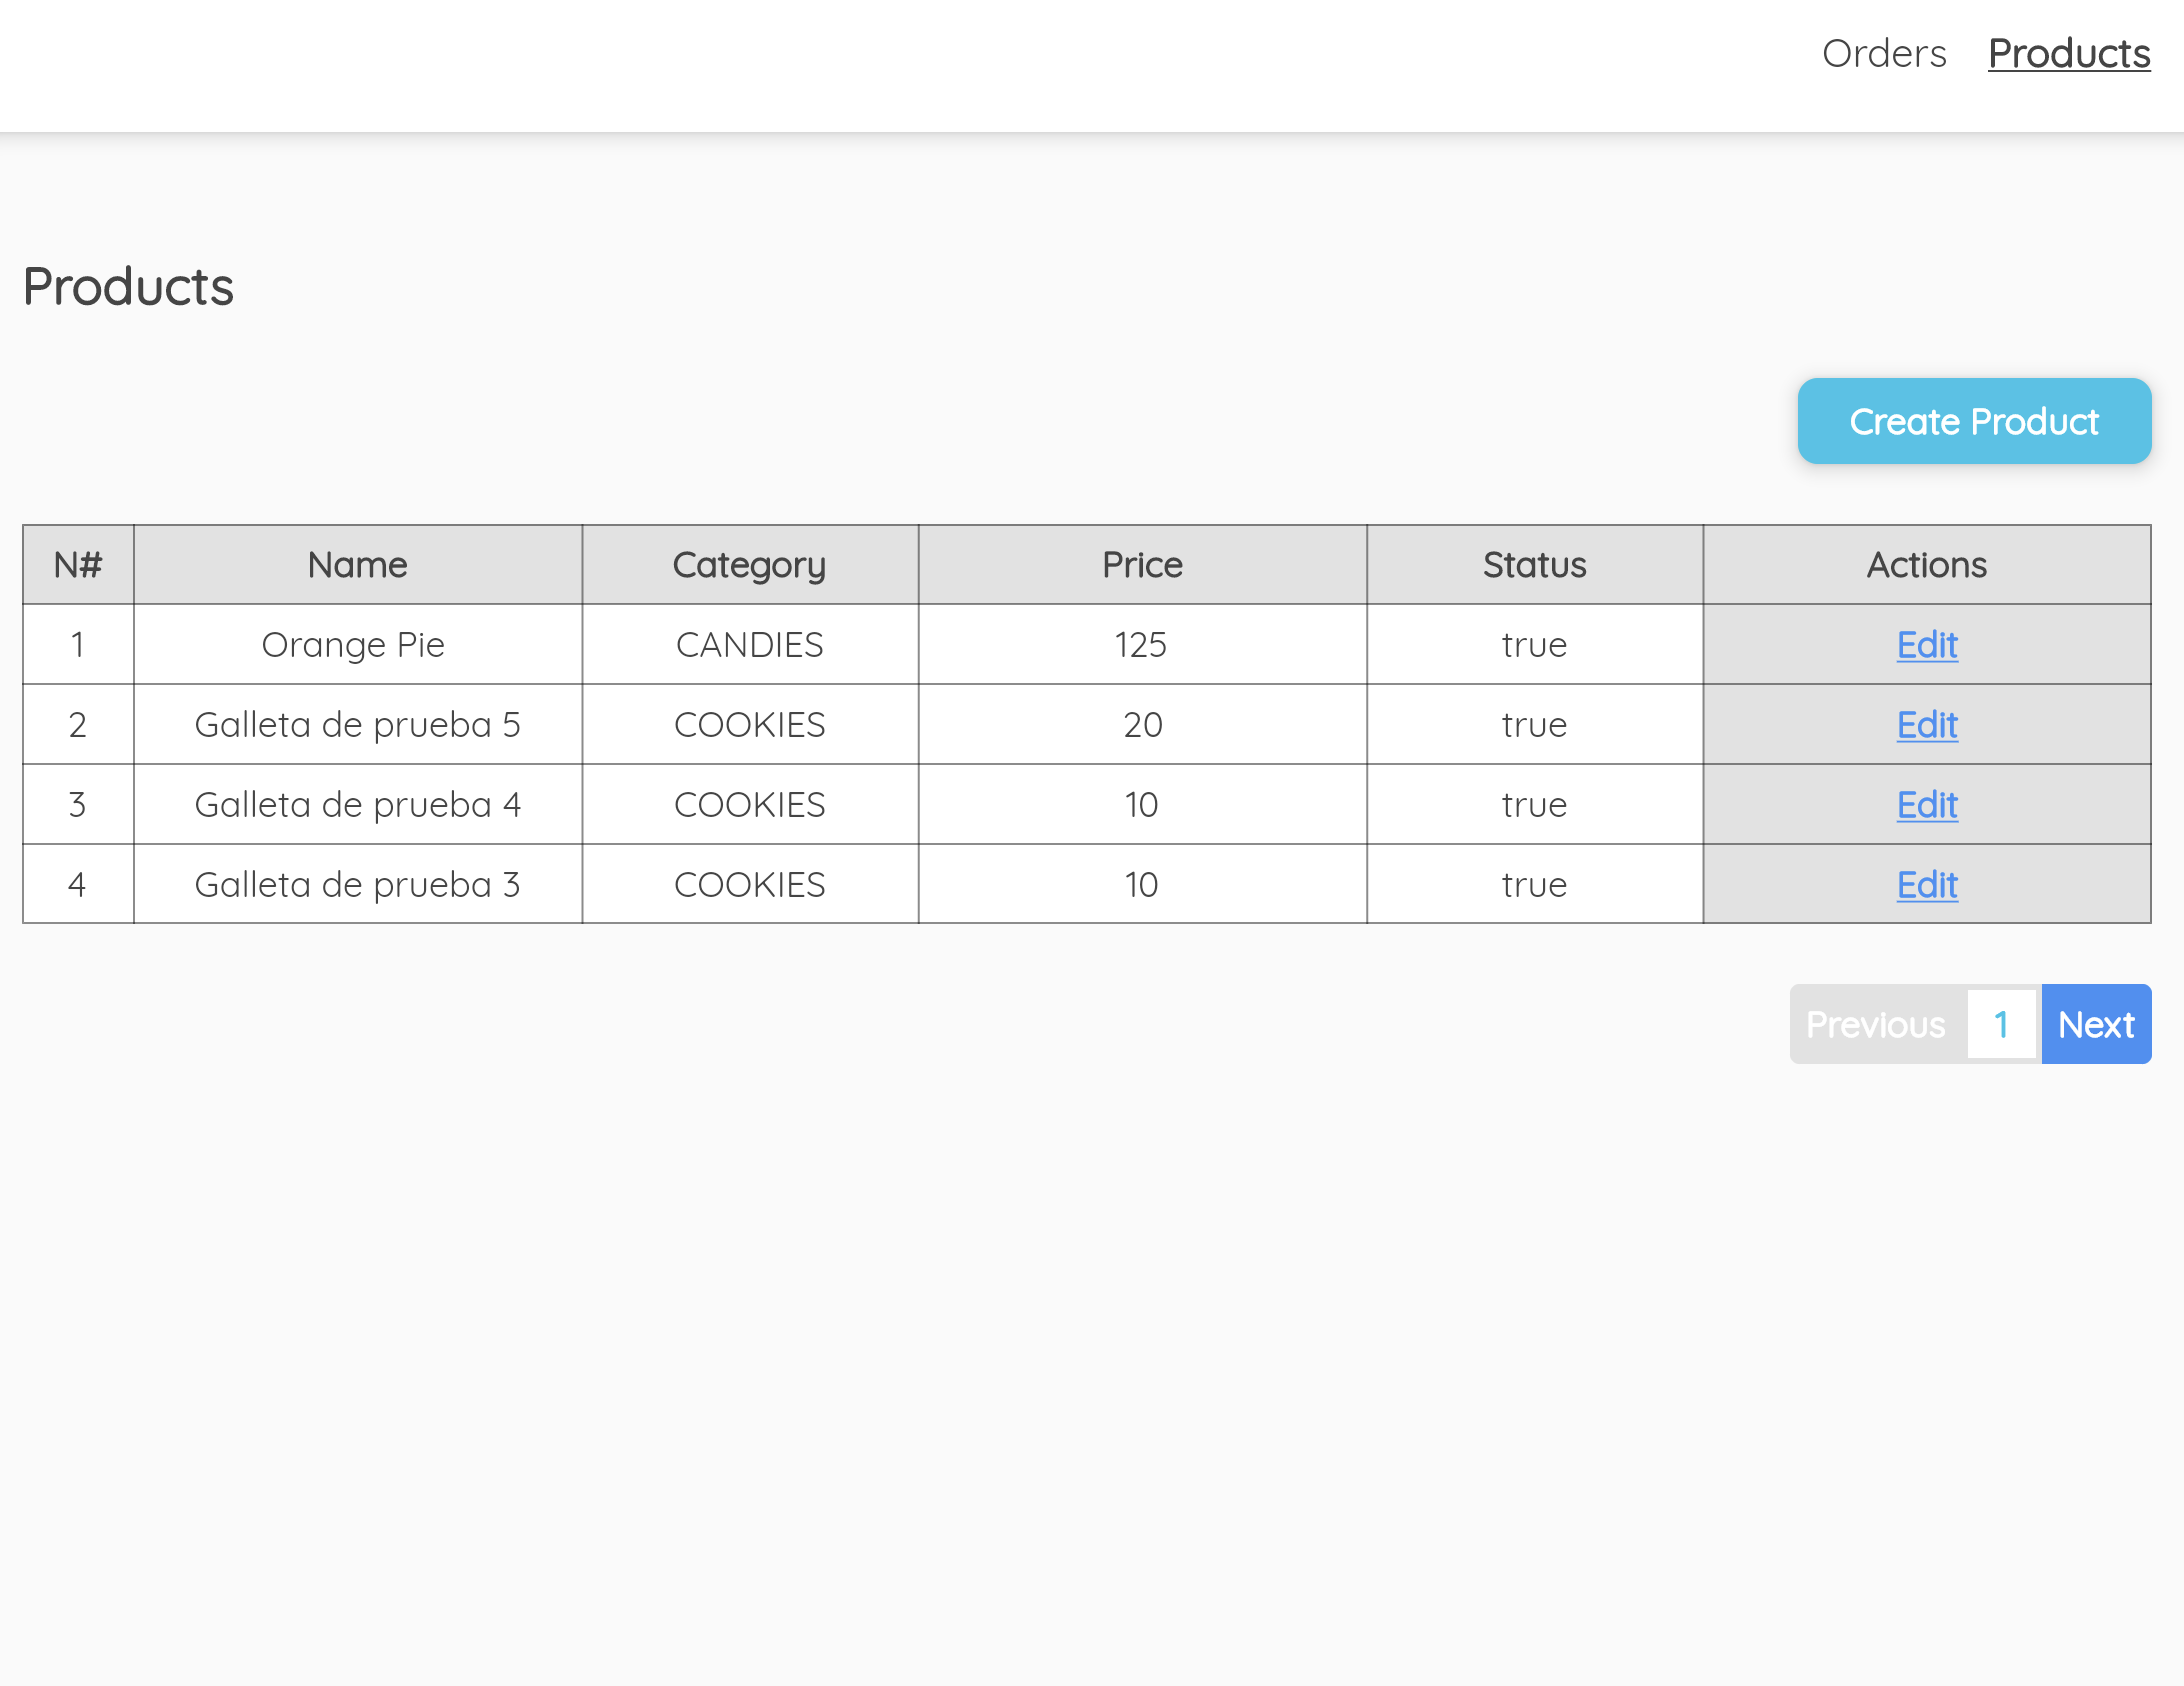 Orders Products
Products
Create Product
N# Name Category Price Status Actions
1 Orange Pie CANDIES 125 true Edit
2 Galleta de prueba 5 COOKIES 20 true Edit
3 Galleta de prueba 4 COOKIES 10 true Edit
4 Galleta de prueba 3 COOKIES 10 true Edit
Previous 1 Next